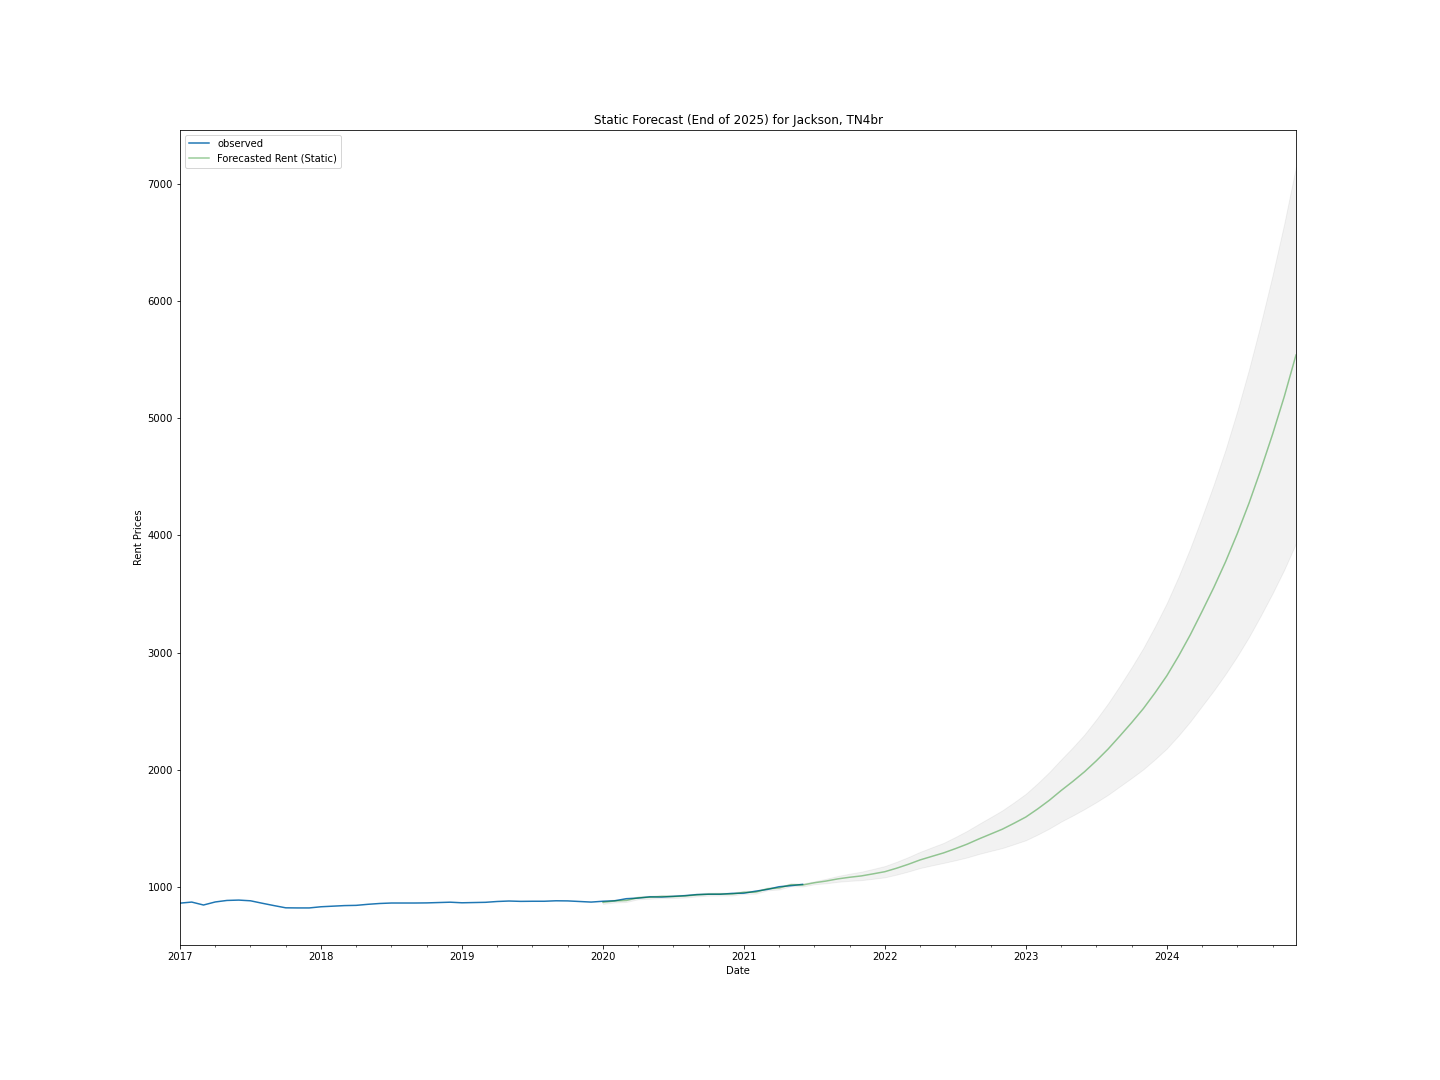 Static Forecast (End of 2025) for Jackson, TN4br
observed
Forecasted Rent (Static)
7000
6000
5000
4000
3000
2000
1000
Rent Prices
2017 2018 2019 2020 2021 2022 2023 2024
Date